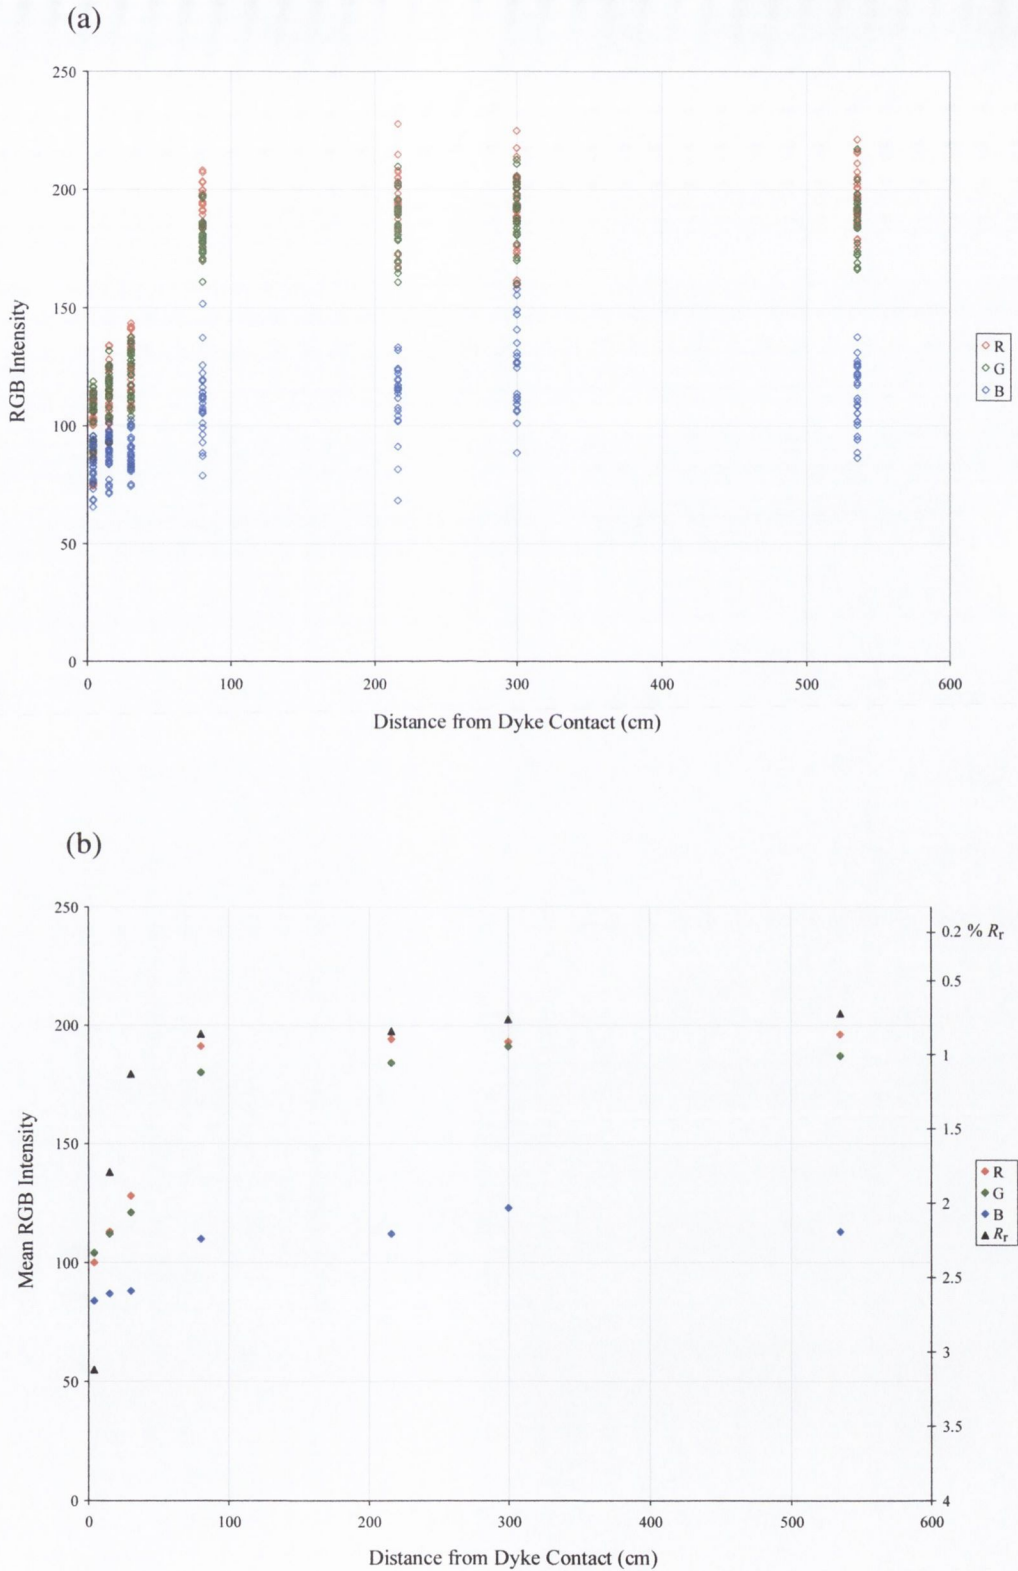 (a)
250
200
150
100
50
0
RGB Intensity
0 100 200 300 400 500 600
Distance from Dyke Contact (cm)
R
G
B
(b)
250
200
150
100
50
0
Mean RGB Intensity
0 100 200 300 400 500 600
Distance from Dyke Contact (cm)
0.2 % Rr
0.5
1
1.5
2
2.5
3
3.5
4
R
G
B
Rr